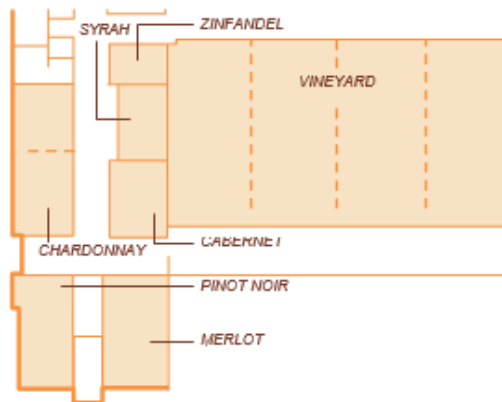 ZINFANDEL
SYRAH
VINEYARD
CABERNET
CHARDONNAY
PINOT NOIR
MERLOT